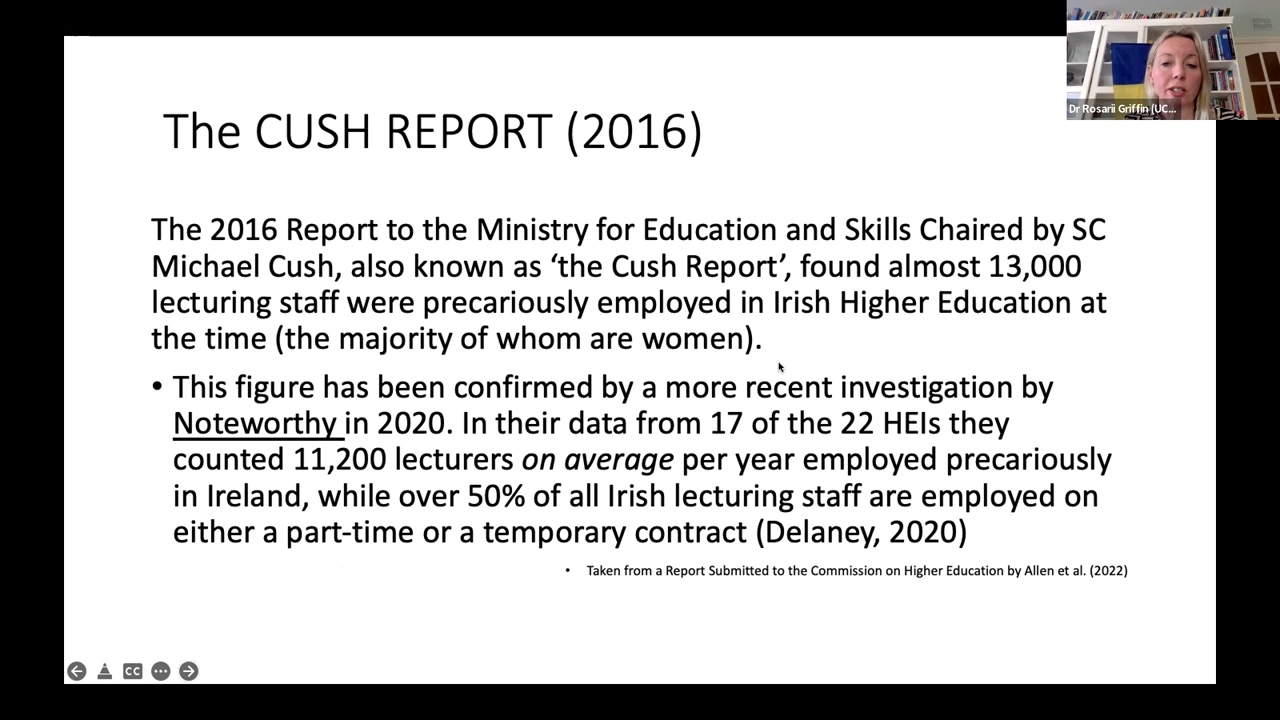 The CUSH REPORT (2016)
The 2016 Report to the Ministry for Education and Skills Chaired by SC
Michael Cush, also known as ‘the Cush Report’, found almost 13,000
lecturing staff were precariously employed in Irish Higher Education at
the time (the majority of whom are women).
• This figure has been confirmed by a more recent investigation by
Noteworthy in 2020. In their data from 17 of the 22 HEIs they
counted 11,200 lecturers on average per year employed precariously
in Ireland, while over 50% of all Irish lecturing staff are employed on
either a part-time or a temporary contract (Delaney, 2020)
• Taken from a Report Submitted to the Commission on Higher Education by Allen et al. (2022)
Dr Rosarii Griffin (UC...
CC